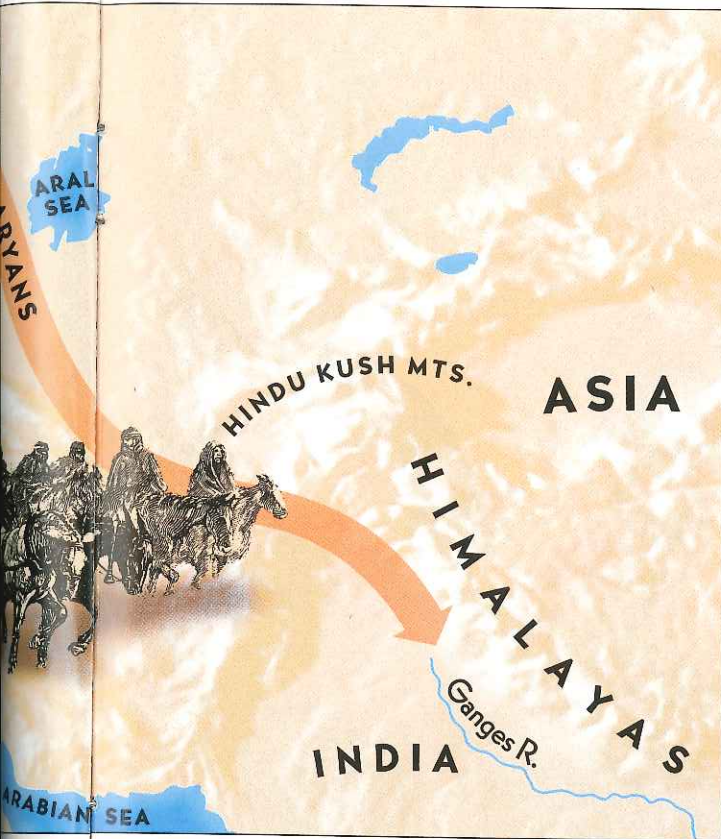 ARAL
SEA
ARYANS
HINDU KUSH MTS.
ASIA
HIMALAYAS
Ganges R.
INDIA
ARABIAN SEA